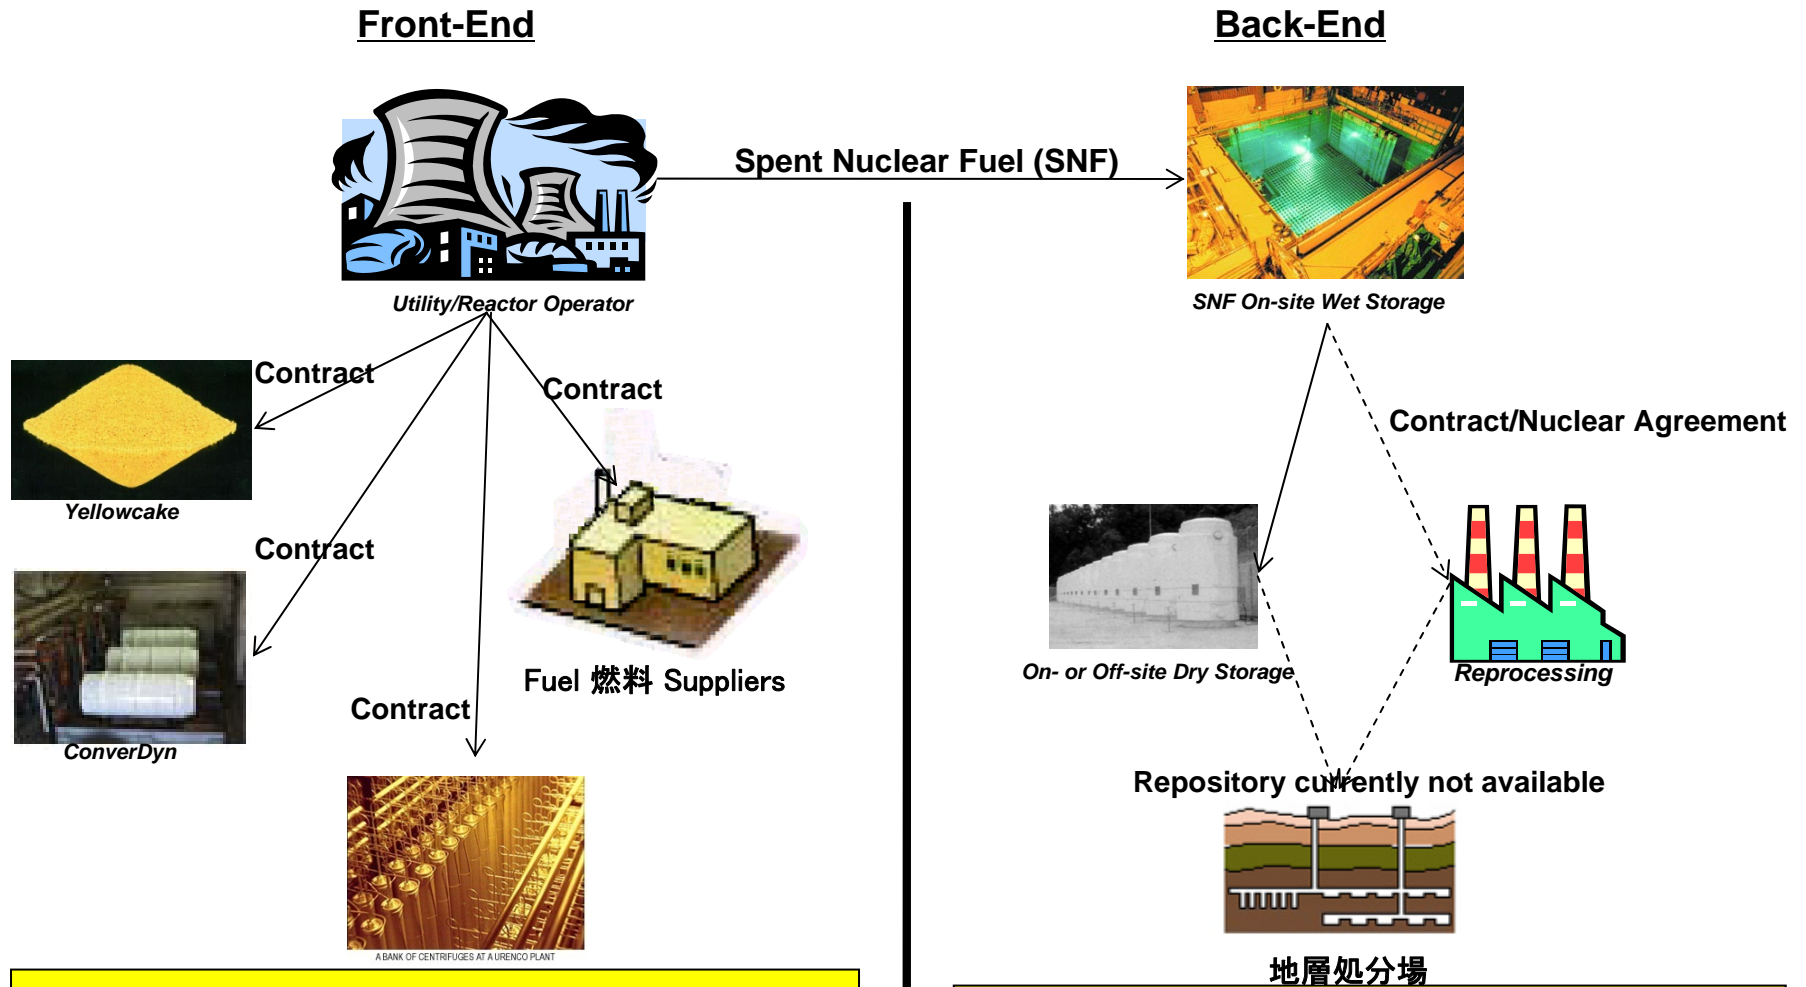 Front-End
Back-End
Spent Nuclear Fuel (SNF)
Utility/Reactor Operator
SNF On-site Wet Storage
Contract
Contract
Contract/Nuclear Agreement
Yellowcake
Contract
Fuel 燃料 Suppliers
On- or Off-site Dry Storage
Reprocessing
Contract
ConverDyn
Repository currently not available
A BANK OF CENTRIFUGES AT A URENCO PLANT
地層処分場